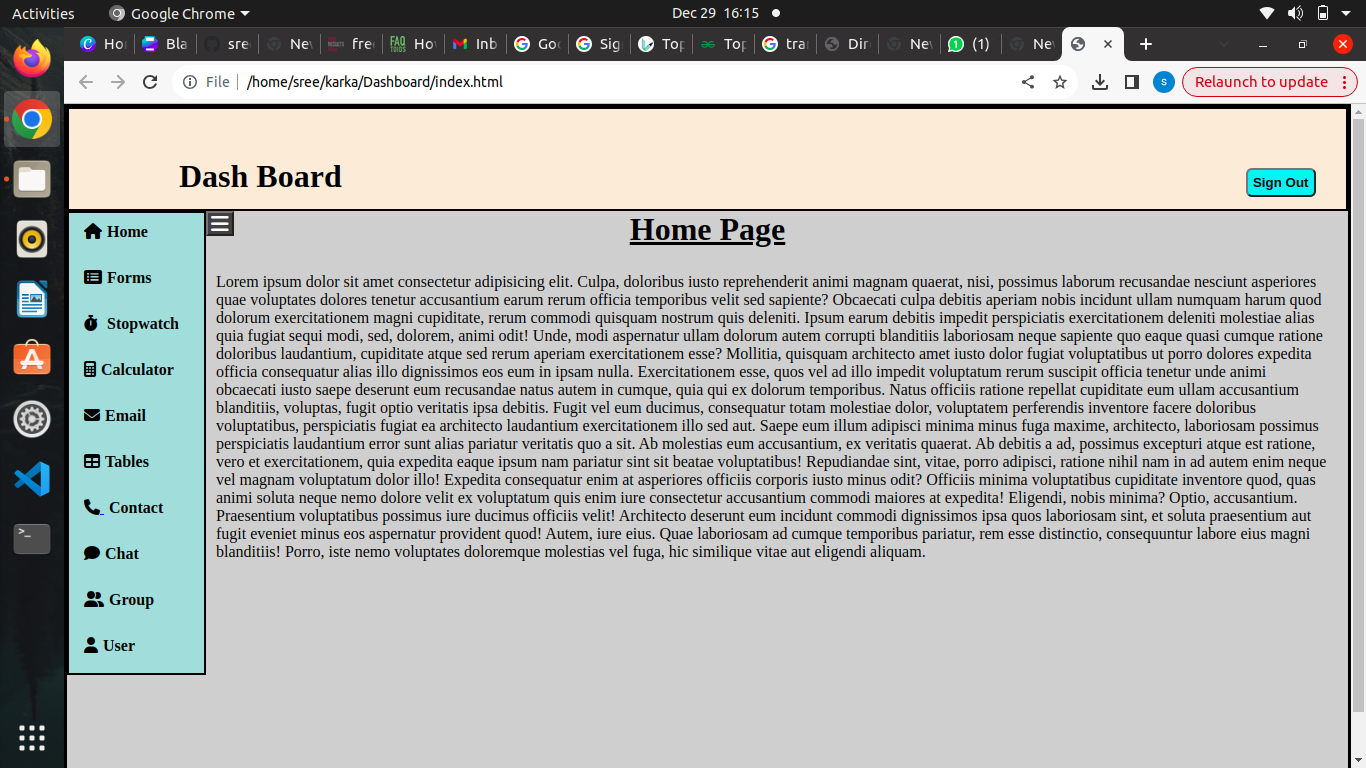 Activities
Google Chrome
Dec 29 16:15
Ho
Bla
sree
Nev
RESULTS
free
FAQ
FOIDS
Ho
Inb
Goo
Sig
Top
Top
tra
Dir
Nev
(1)
Nev
File
/home/sree/karka/Dashboard/index.html
s
Relaunch to update
Dash Board
Sign Out
Home
Forms
Stopwatch
Calculator
Email
Tables
Contact
Chat
Group
User
Home Page
Lorem ipsum dolor sit amet consectetur adipisicing elit. Culpa, doloribus iusto reprehenderit animi magnam quaerat, nisi, possimus laborum recusandae nesciunt asperiores
quae voluptates dolores tenetur accusantium earum rerum officia temporibus velit sed sapiente? Obcaecati culpa debitis aperiam nobis incidunt ullam numquam harum quod
dolorum exercitationem magni cupiditate, rerum commodi quisquam nostrum quis deleniti. Ipsum earum debitis impedit perspiciatis exercitationem deleniti molestiae alias
quia fugiat sequi modi, sed, dolorem, animi odit! Unde, modi aspernatur ullam dolorum autem corrupti blanditiis laboriosam neque sapiente quo eaque quasi cumque ratione
doloribus laudantium, cupiditate atque sed rerum aperiam exercitationem esse? Mollitia, quisquam architecto amet iusto dolor fugiat voluptatibus ut porro dolores expedita
officia consequatur alias illo dignissimos eos eum in ipsam nulla. Exercitationem esse, quos vel ad illo impedit voluptatum rerum suscipit officia tenetur unde animi
obcaecati iusto saepe deserunt eum recusandae natus autem in cumque, quia qui ex dolorum temporibus. Natus officiis ratione repellat cupiditate eum ullam accusantium
blanditiis, voluptas, fugit optio veritatis ipsa debitis. Fugit vel eum ducimus, consequatur totam molestiae dolor, voluptatem perferendis inventore facere doloribus
voluptatibus, perspiciatis fugiat ea architecto laudantium exercitationem illo sed aut. Saepe eum illum adipisci minima minus fuga maxime, architecto, laboriosam possimus
perspiciatis laudantium error sunt alias pariatur veritatis quo a sit. Ab molestias eum accusantium, ex veritatis quaerat. Ab debitis a ad, possimus excepturi atque est ratione,
vero et exercitationem, quia expedita eaque ipsum nam pariatur sint sit beatae voluptatibus! Repudiandae sint, vitae, porro adipisci, ratione nihil nam in ad autem enim neque
vel magnam voluptatum dolor illo! Expedita consequatur enim at asperiores officiis corporis iusto minus odit? Officiis minima voluptatibus cupiditate inventore quod, quas
animi soluta neque nemo dolore velit ex voluptatum quis enim iure consectetur accusantium commodi maiores at expedita! Eligendi, nobis minima? Optio, accusantium.
Praesentium voluptatibus possimus iure ducimus officiis velit! Architecto deserunt eum incidunt commodi dignissimos ipsa quos laboriosam sint, et soluta praesentium aut
fugit eveniet minus eos aspernatur provident quod! Autem, iure eius. Quae laboriosam ad cumque temporibus pariatur, rem esse distinctio, consequuntur labore eius magni
blanditiis! Porro, iste nemo voluptates doloremque molestias vel fuga, hic similique vitae aut eligendi aliquam.